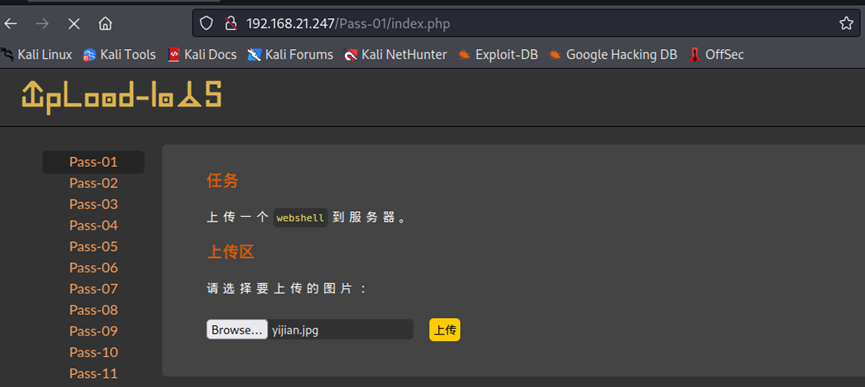 192.168.21.247/Pass-01/index.php
Kali Linux Kali Tools Kali Docs Kali Forums Kali NetHunter Exploit-DB Google Hacking DB OffSec
UpLoad-labS
Pass-01
Pass-02
Pass-03
Pass-04
Pass-05
Pass-06
Pass-07
Pass-08
Pass-09
Pass-10
Pass-11
任务
上传一个 webshell 到服务器。
上传区
请选择要上传的图片：
Browse... yijian.jpg 上传